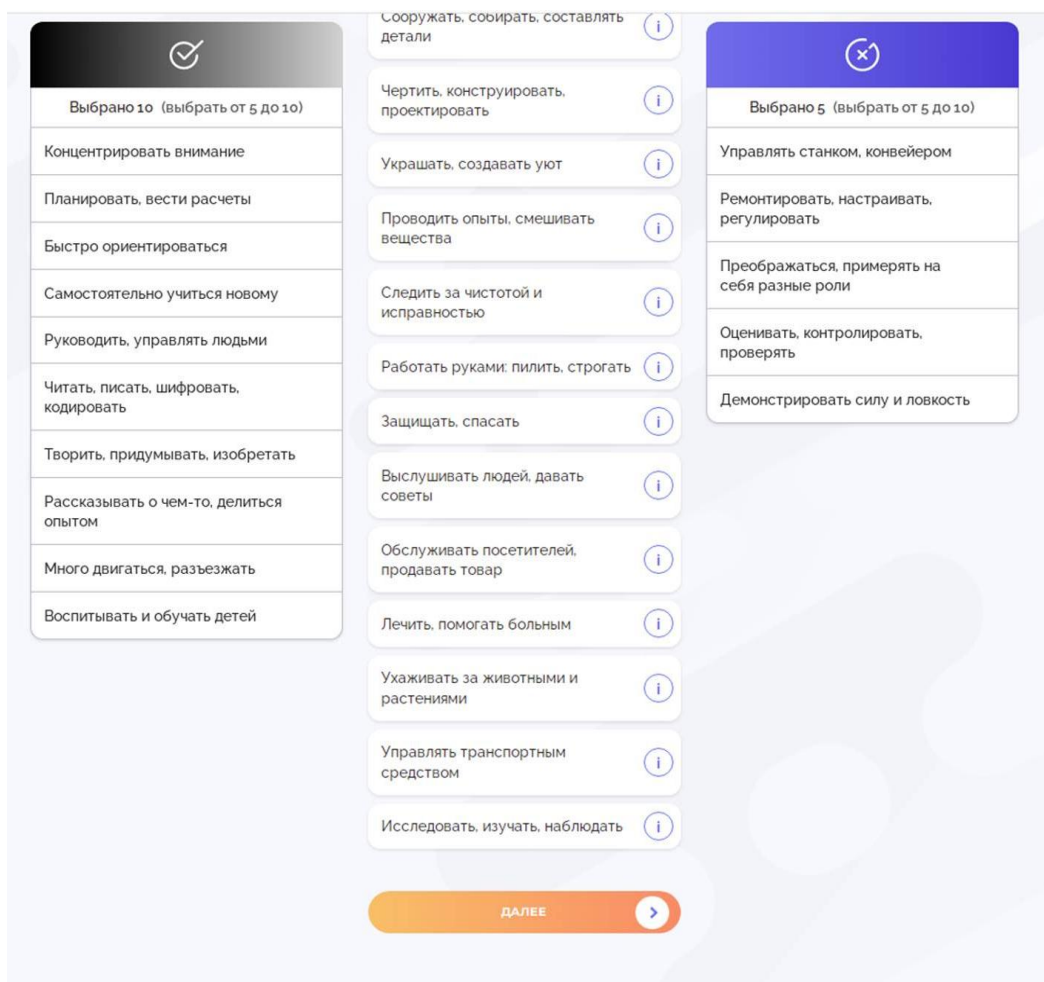 Выбрано 10 (выбрать от 5 до 10)
Концентрировать внимание
Планировать, вести расчеты
Быстро ориентироваться
Самостоятельно учиться новому
Руководить, управлять людьми
Читать, писать, шифровать,
кодировать
Творить, придумывать, изобретать
Рассказывать о чем-то, делиться
опытом
Много двигаться, разъезжать
Воспитывать и обучать детей
Сооружать, собирать, составлять
детали
i
Чертить, конструировать,
проектировать
i
Украшать, создавать уют
i
Проводить опыты, смешивать
вещества
i
Следить за чистотой и
исправностью
i
Работать руками: пилить, строгать
i
Защищать, спасать
i
Выслушивать людей, давать
советы
i
Обслуживать посетителей,
продавать товар
i
Лечить, помогать больным
i
Ухаживать за животными и
растениями
i
Управлять транспортным
средством
i
Исследовать, изучать, наблюдать
i
ДАЛЕЕ
Выбрано 5 (выбрать от 5 до 10)
Управлять станком, конвейером
Ремонтировать, настраивать,
регулировать
Преображаться, примерять на
себя разные роли
Оценивать, контролировать,
проверять
Демонстрировать силу и ловкость